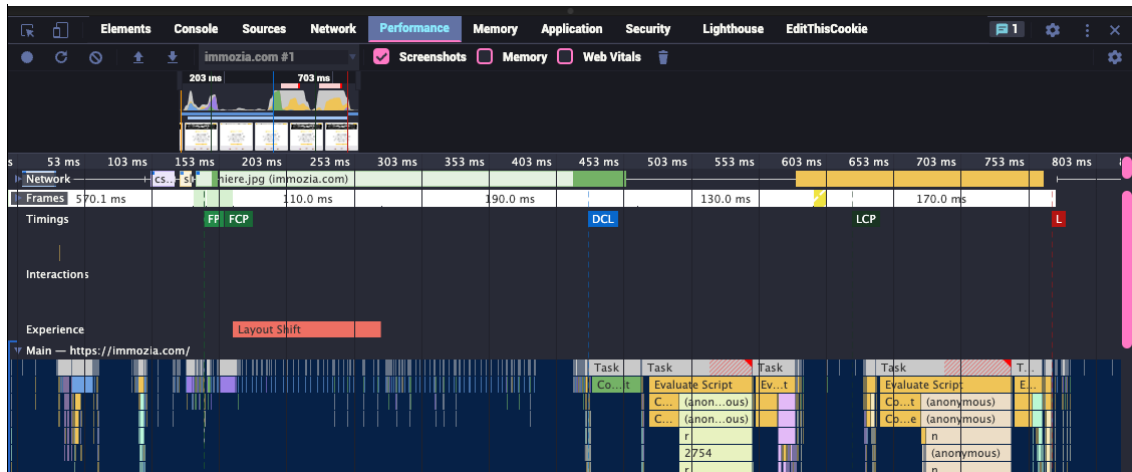 Elements Console Sources Network Performance Memory Application Security Lighthouse EditThisCookie 1
immozia.com #1 Screenshots Memory Web Vitals
203 ms 703 ms
s 53 ms 103 ms 153 ms 203 ms 253 ms 303 ms 353 ms 403 ms 453 ms 503 ms 553 ms 603 ms 653 ms 703 ms 753 ms 803 ms
Network cs... niere.jpg (immozia.com)
Frames 570.1 ms 110.0 ms 190.0 ms 130.0 ms 170.0 ms
Timings FP FCP DCL LCP L
Interactions
Experience Layout Shift
Main — https://immozia.com/
Task Task Task Task T...
Co...t Evaluate Script Ev...t Evaluate Script E...
C... (anon...ous) Co...t (anonymous)
C... (anon...ous) Co...e (anonymous)
r n
2754 (anonymous)
r n